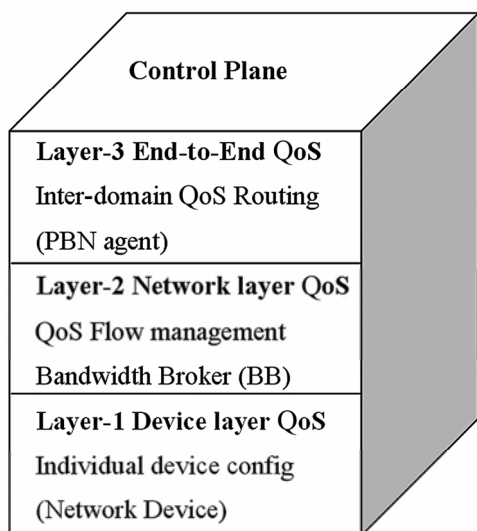 Control Plane
Layer-3 End-to-End QoS
Inter-domain QoS Routing
(PBN agent)
Layer-2 Network layer QoS
QoS Flow management
Bandwidth Broker (BB)
Layer-1 Device layer QoS
Individual device config
(Network Device)